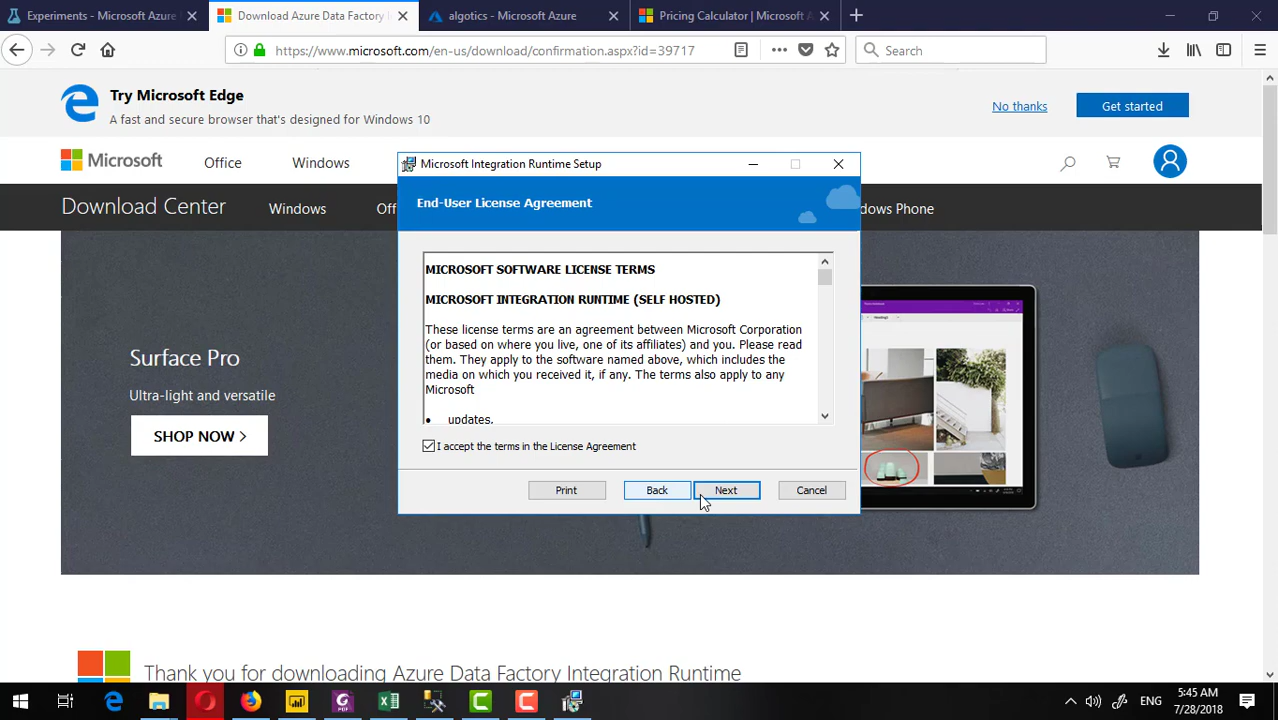 Experiments - Microsoft Azure
Download Azure Data Factory
algotics - Microsoft Azure
Pricing Calculator | Microsoft A
https://www.microsoft.com/en-us/download/confirmation.aspx?id=39717
Search
Try Microsoft Edge
A fast and secure browser that's designed for Windows 10
No thanks
Get started
Microsoft
Office
Windows
Download Center
Windows
Off
dows Phone
Microsoft Integration Runtime Setup
End-User License Agreement
MICROSOFT SOFTWARE LICENSE TERMS
MICROSOFT INTEGRATION RUNTIME (SELF HOSTED)
These license terms are an agreement between Microsoft Corporation
(or based on where you live, one of its affiliates) and you. Please read
them. They apply to the software named above, which includes the
media on which you received it, if any. The terms also apply to any
Microsoft
• updates,
I accept the terms in the License Agreement
Print
Back
Next
Cancel
Surface Pro
Ultra-light and versatile
SHOP NOW >
Thank you for downloading Azure Data Factory Integration Runtime
ENG
5:45 AM
7/28/2018